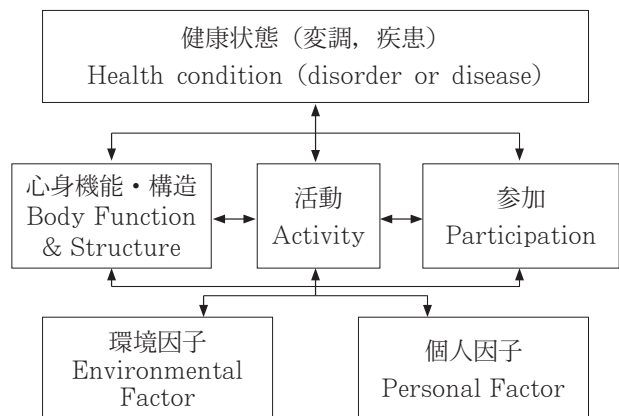 健康状態（変調，疾患）
Health condition（disorder or disease）
心身機能・構造
Body Function
& Structure
活動
Activity
参加
Participation
環境因子
Environmental
Factor
個人因子
Personal Factor